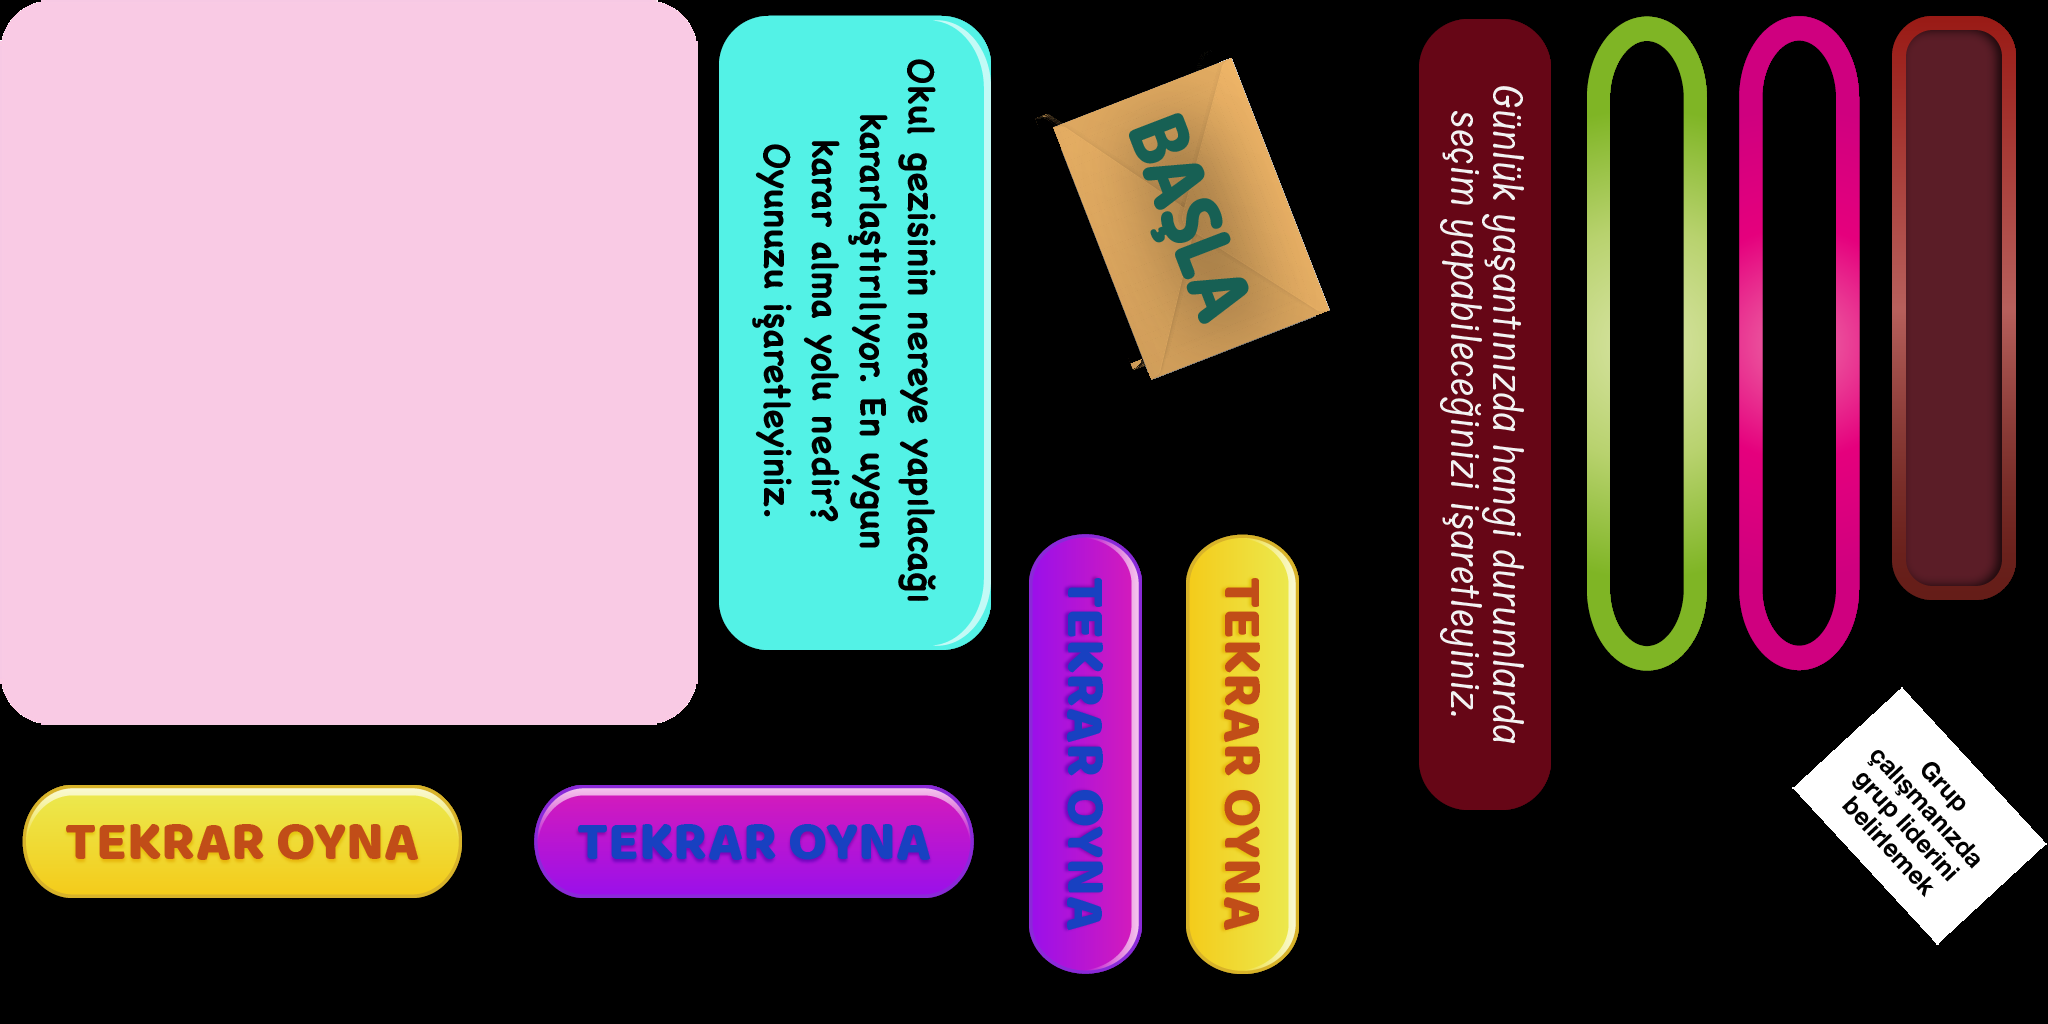 Okul gezisinin nereye yapılacağı
kararlaştırılıyor. En uygun
karar alma yolu nedir?
Oyunuzu işaretleyiniz.
BAŞLA
Günlük yaşantınızda hangi durumlarda
seçim yapabileceğinizi işaretleyiniz.
TEKRAR OYNA
TEKRAR OYNA
TEKRAR OYNA
TEKRAR OYNA
Grup
çalışmanızda
grup liderini
belirlemek